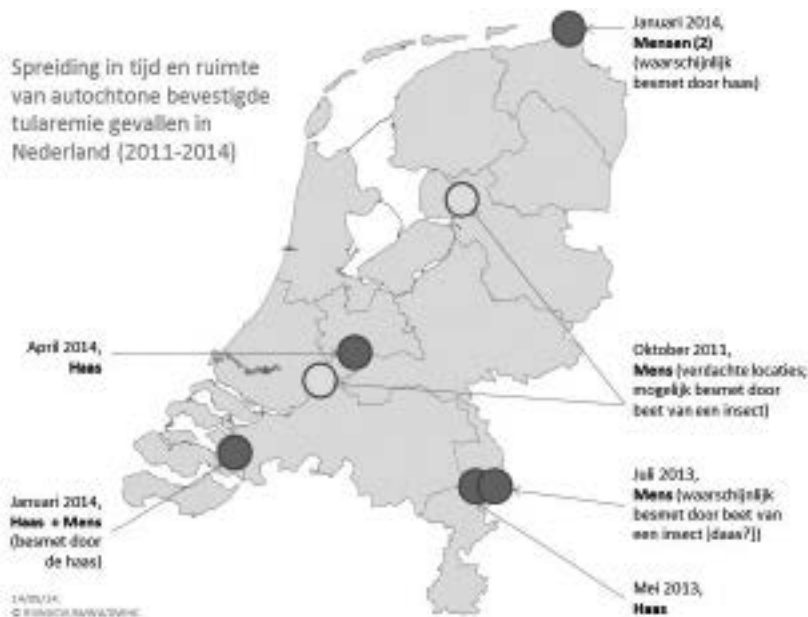 Januari 2014,
Mensen (2)
(waarschijnlijk
besmet door haas)
Spreiding in tijd en ruimte
van autochtone bevestigde
tularemie gevallen in
Nederland (2011-2014)
April 2014,
Haas
Oktober 2011,
Mens (verdachte locaties;
mogelijk besmet door
beet van een insect)
Juli 2013,
Mens (waarschijnlijk
besmet door beet van
een insect [daas?])
Januari 2014,
Haas + Mens
(besmet door
de haas)
Mei 2013,
Haas
14/05/14
©